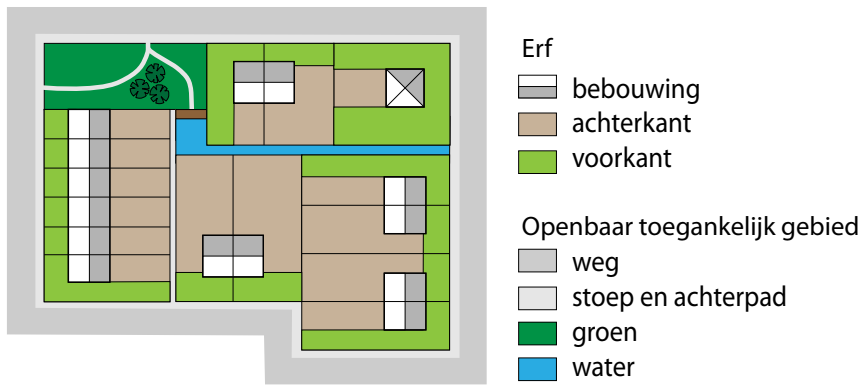 Erf
bebouwing
achterkant
voorkant
Openbaar toegankelijk gebied
weg
stoep en achterpad
groen
water